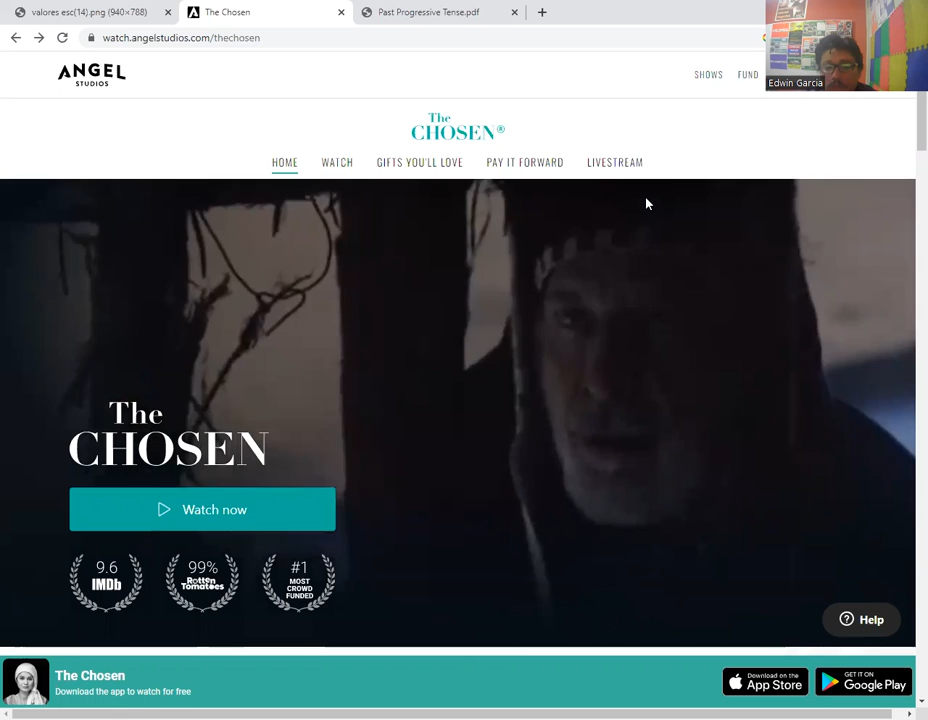 valores esc(14).png (940×788)
The Chosen
Past Progressive Tense.pdf
watch.angelstudios.com/thechosen
ANGEL
STUDIOS
SHOWS
FUND
Edwin Garcia
The
CHOSEN®
HOME
WATCH
GIFTS YOU'LL LOVE
PAY IT FORWARD
LIVESTREAM
The
CHOSEN
Watch now
9.6
IMDb
99%
Rotten
Tomatoes
#1
MOST
CROWD
FUNDED
Help
The Chosen
Download the app to watch for free
Download on the
App Store
GET IT ON
Google Play